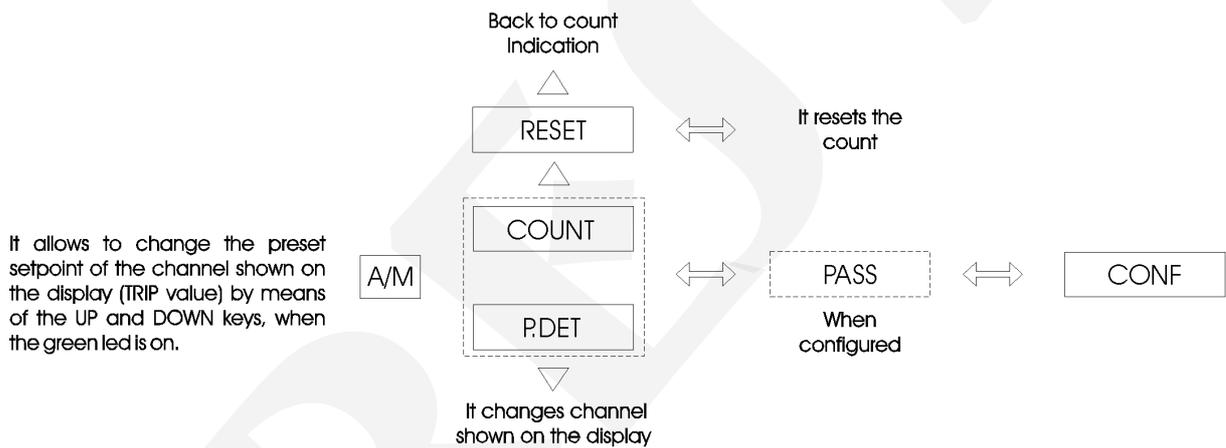 Back to count
Indication
RESET
It resets the
count
COUNT
It allows to change the preset
setpoint of the channel shown on
the display (TRIP value) by means
of the UP and DOWN keys, when
the green led is on.
A/M
PASS
CONF
P.DET
When
configured
It changes channel
shown on the display